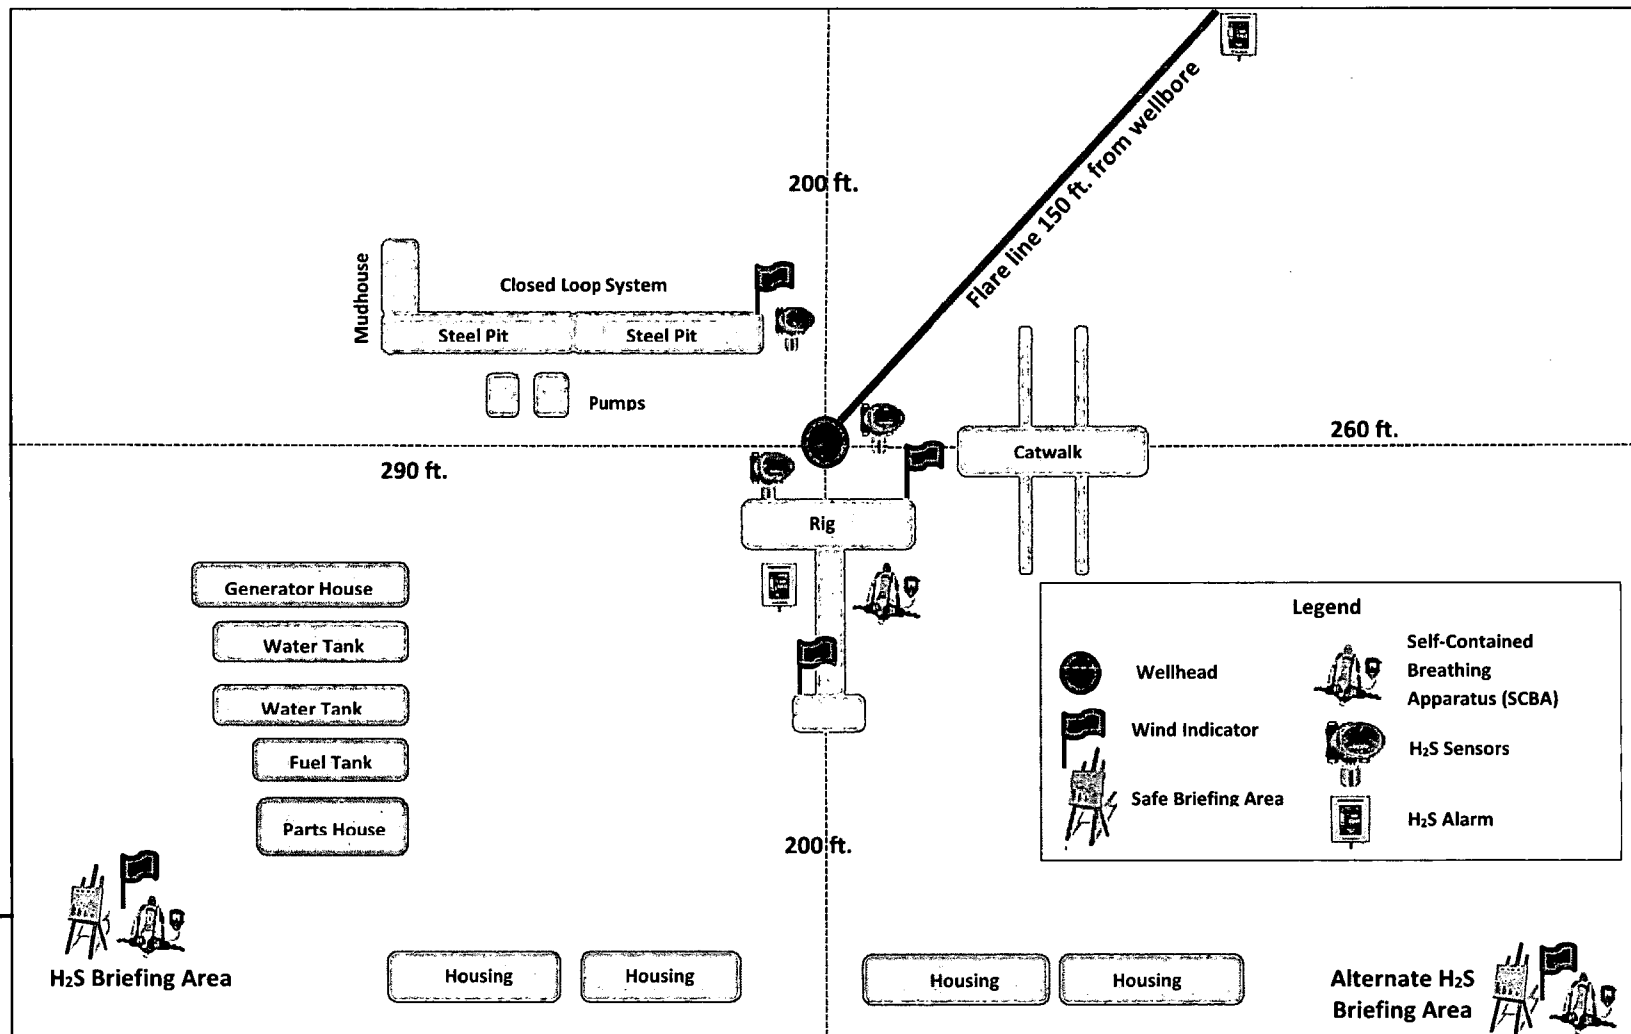 200 ft.
Flare line 150 ft. from wellbore
Mudhouse
Closed Loop System
Steel Pit
Steel Pit
Pumps
260 ft.
290 ft.
Catwalk
Rig
Generator House
Water Tank
Water Tank
Fuel Tank
Parts House
200 ft.
Legend
Wellhead
Wind Indicator
Safe Briefing Area
Self-Contained
Breathing
Apparatus (SCBA)
H₂S Sensors
H₂S Alarm
H₂S Briefing Area
Housing
Housing
Housing
Housing
Alternate H₂S
Briefing Area